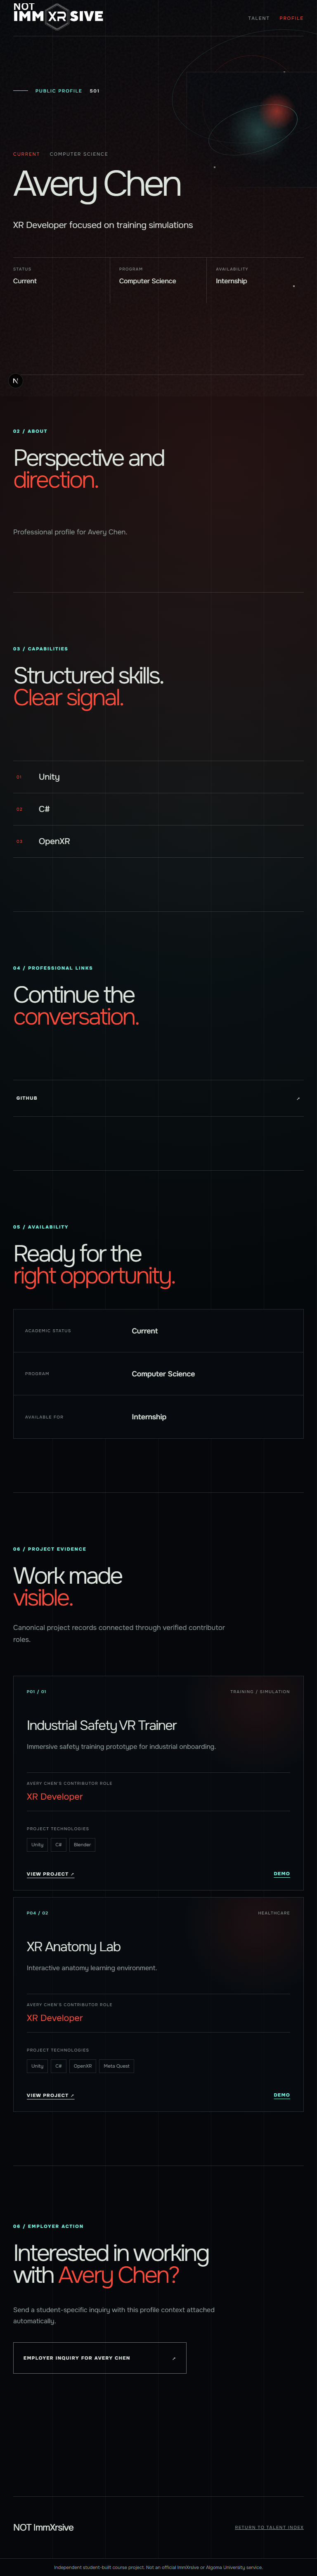 NOT
IMMXRSIVE
TALENT PROFILE
PUBLIC PROFILE S01
CURRENT COMPUTER SCIENCE
Avery Chen
XR Developer focused on training simulations
STATUS PROGRAM AVAILABILITY
Current Computer Science Internship
N
02 / ABOUT
Perspective and
direction.
Professional profile for Avery Chen.
03 / CAPABILITIES
Structured skills.
Clear signal.
01 Unity
02 C#
03 OpenXR
04 / PROFESSIONAL LINKS
Continue the
conversation.
GITHUB ↗
05 / AVAILABILITY
Ready for the
right opportunity.
ACADEMIC STATUS Current
PROGRAM Computer Science
AVAILABLE FOR Internship
06 / PROJECT EVIDENCE
Work made
visible.
Canonical project records connected through verified contributor
roles.
P01 / 01 TRAINING / SIMULATION
Industrial Safety VR Trainer
Immersive safety training prototype for industrial onboarding.
AVERY CHEN'S CONTRIBUTOR ROLE
XR Developer
PROJECT TECHNOLOGIES
Unity C# Blender
VIEW PROJECT ↗ DEMO
P04 / 02 HEALTHCARE
XR Anatomy Lab
Interactive anatomy learning environment.
AVERY CHEN'S CONTRIBUTOR ROLE
XR Developer
PROJECT TECHNOLOGIES
Unity C# OpenXR Meta Quest
VIEW PROJECT ↗ DEMO
06 / EMPLOYER ACTION
Interested in working
with Avery Chen?
Send a student-specific inquiry with this profile context attached
automatically.
EMPLOYER INQUIRY FOR AVERY CHEN ↗
NOT ImmXrsive RETURN TO TALENT INDEX
Independent student-built course project. Not an official ImmXrsive or Algoma University service.